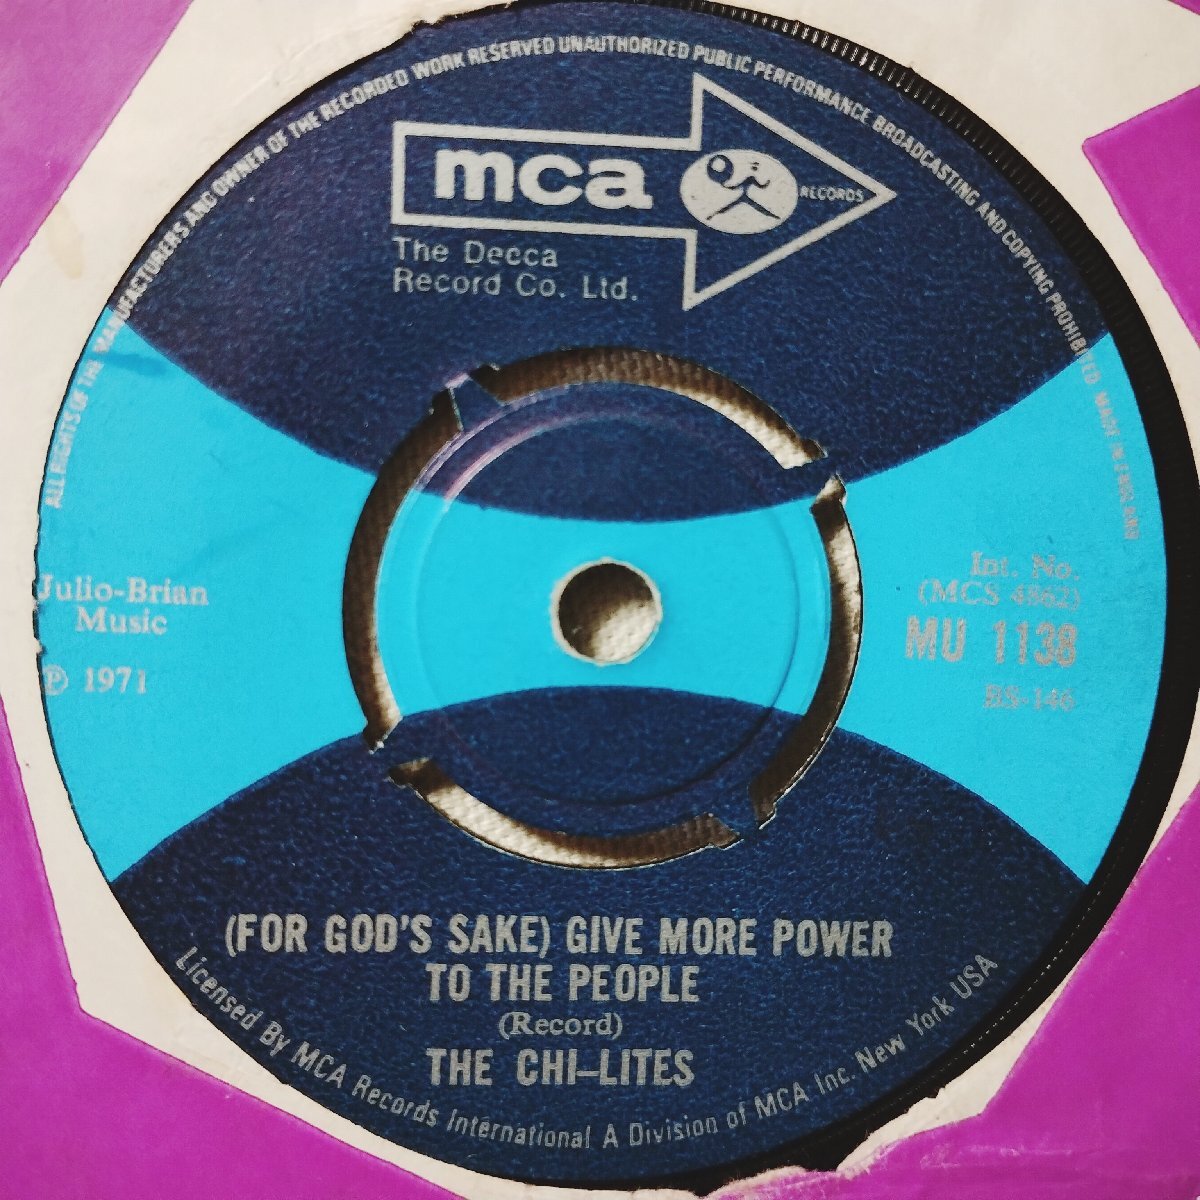 ALL RIGHTS OF THE MANUFACTURERS AND OWNER OF THE RECORDED WORK RESERVED UNAUTHORIZED PUBLIC PERFORMANCE BROADCASTING AND COPYING PROHIBITED MADE IN ENGLAND
mca
RECORDS
The Decca
Record Co. Ltd.
Julio-Brian
Music
℗ 1971
Int. No.
(MCS 4862)
MU 1138
BS-146
(FOR GOD'S SAKE) GIVE MORE POWER
TO THE PEOPLE
(Record)
THE CHI-LITES
Licensed By MCA Records International A Division of MCA Inc. New York USA